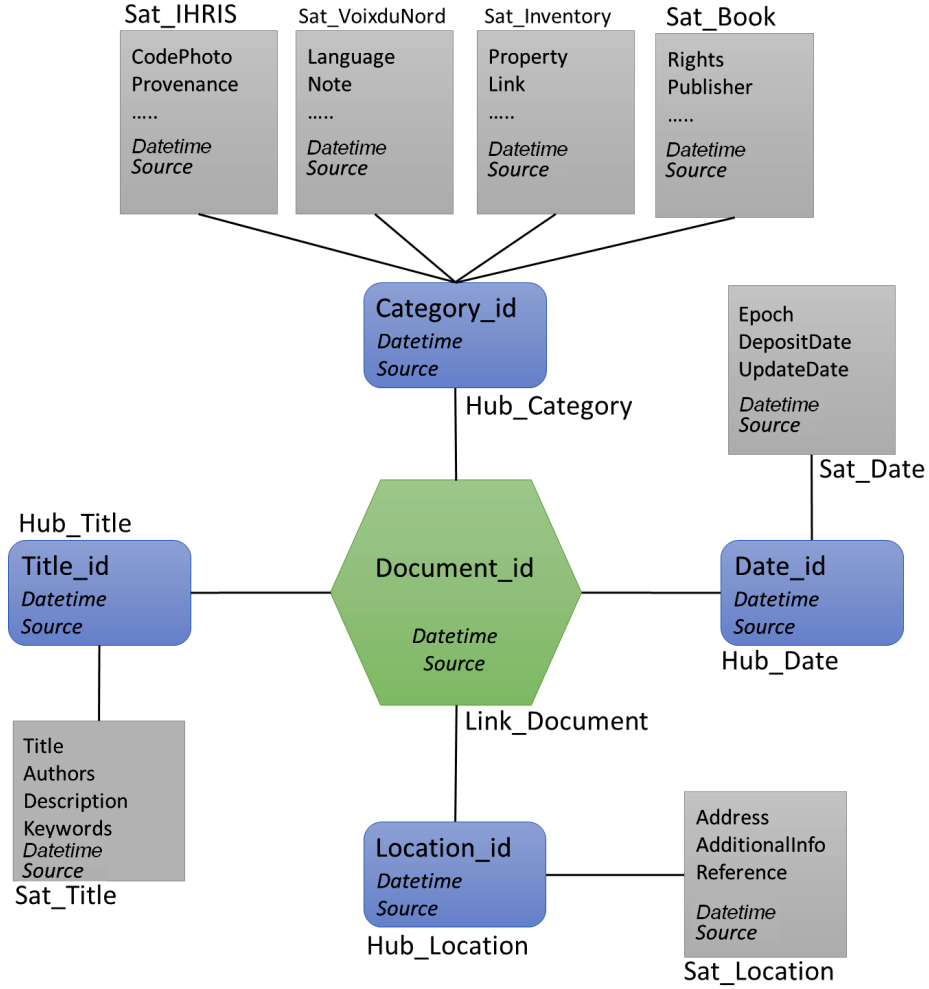 Sat_IHRIS
CodePhoto
Provenance
.....
Datetime
Source
Sat_VoixduNord
Language
Note
.....
Datetime
Source
Sat_Inventory
Property
Link
.....
Datetime
Source
Sat_Book
Rights
Publisher
.....
Datetime
Source
Category_id
Datetime
Source
Hub_Category
Epoch
DepositDate
UpdateDate
Datetime
Source
Sat_Date
Hub_Title
Title_id
Datetime
Source
Document_id
Datetime
Source
Link_Document
Date_id
Datetime
Source
Hub_Date
Title
Authors
Description
Keywords
Datetime
Source
Sat_Title
Location_id
Datetime
Source
Hub_Location
Address
AdditionalInfo
Reference
Datetime
Source
Sat_Location